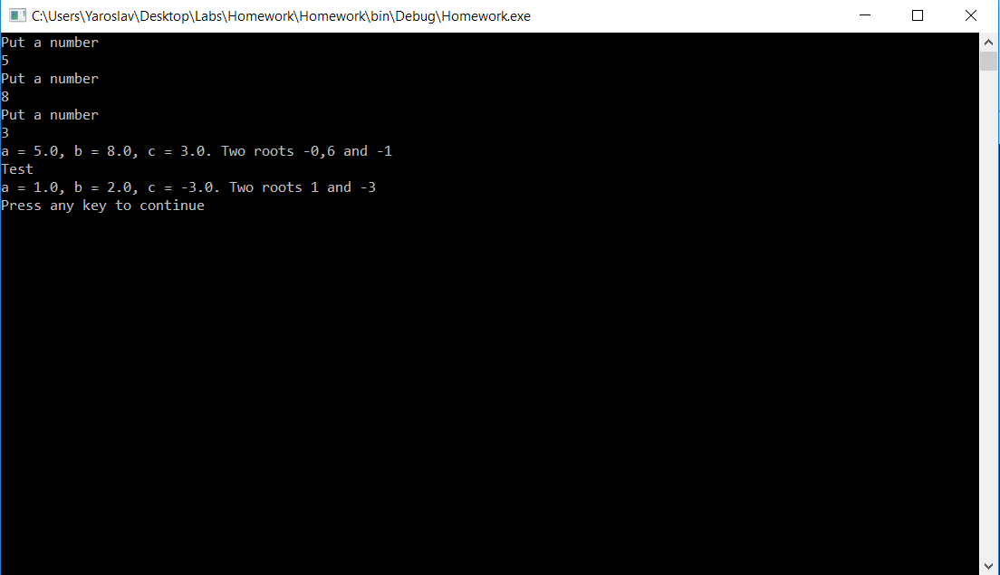 C:\Users\Yaroslav\Desktop\Labs\Homework\Homework\bin\Debug\Homework.exe
Put a number
5
Put a number
8
Put a number
3
a = 5.0, b = 8.0, c = 3.0. Two roots -0,6 and -1
Test
a = 1.0, b = 2.0, c = -3.0. Two roots 1 and -3
Press any key to continue